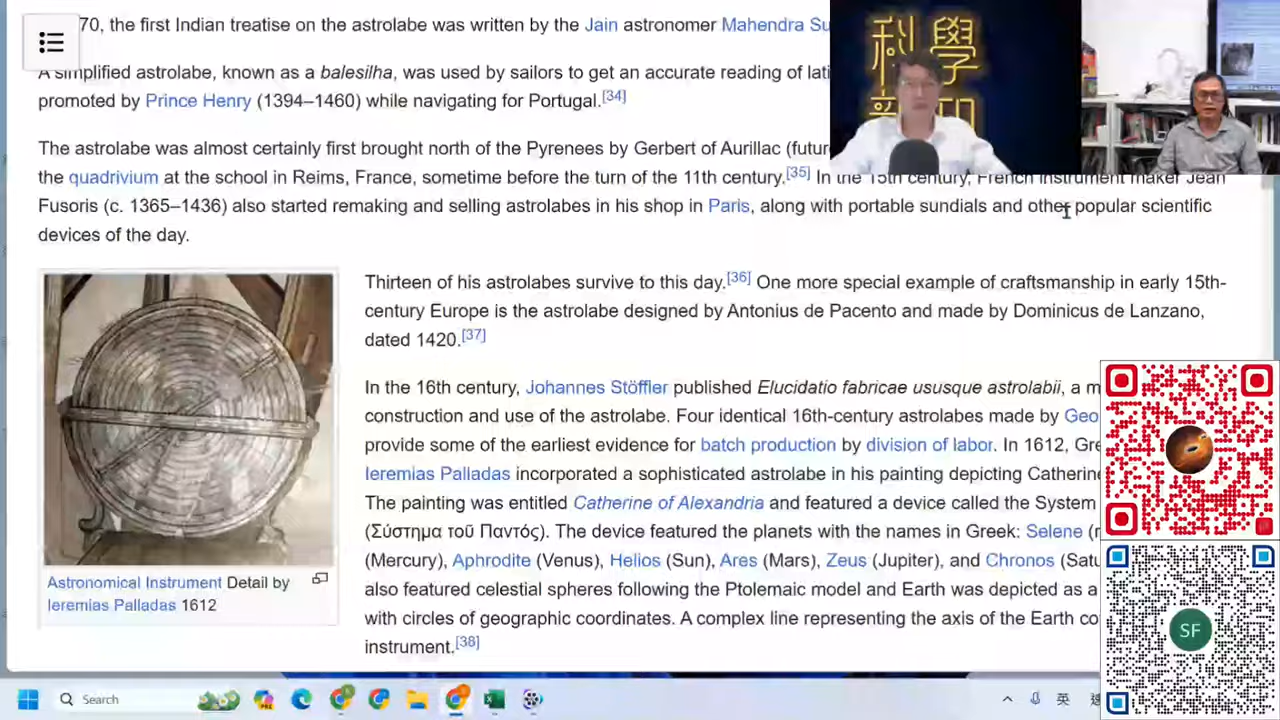 70, the first Indian treatise on the astrolabe was written by the Jain astronomer Mahendra Su
A simplified astrolabe, known as a balesilha, was used by sailors to get an accurate reading of lati
promoted by Prince Henry (1394–1460) while navigating for Portugal.[34]
The astrolabe was almost certainly first brought north of the Pyrenees by Gerbert of Aurillac (futur
the quadrivium at the school in Reims, France, sometime before the turn of the 11th century.[35] In the 15th century, French instrument maker Jean
Fusoris (c. 1365–1436) also started remaking and selling astrolabes in his shop in Paris, along with portable sundials and other popular scientific
devices of the day.
Thirteen of his astrolabes survive to this day.[36] One more special example of craftsmanship in early 15th-
century Europe is the astrolabe designed by Antonius de Pacento and made by Dominicus de Lanzano,
dated 1420.[37]
In the 16th century, Johannes Stöffler published Elucidatio fabricae ususque astrolabii, a m
construction and use of the astrolabe. Four identical 16th-century astrolabes made by Geo
provide some of the earliest evidence for batch production by division of labor. In 1612, Gre
Ieremias Palladas incorporated a sophisticated astrolabe in his painting depicting Catherin
The painting was entitled Catherine of Alexandria and featured a device called the System
(Σύστημα τοῦ Παντός). The device featured the planets with the names in Greek: Selene (
(Mercury), Aphrodite (Venus), Helios (Sun), Ares (Mars), Zeus (Jupiter), and Chronos (Satu
also featured celestial spheres following the Ptolemaic model and Earth was depicted as a
with circles of geographic coordinates. A complex line representing the axis of the Earth co
instrument.[38]
Astronomical Instrument Detail by
Ieremias Palladas 1612
科學
SF
Search
英